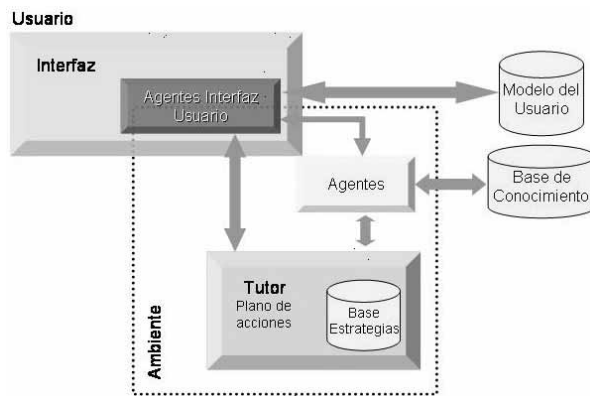 Usuario
Interfaz
Agentes Interfaz
Usuario
Modelo del
Usuario
Agentes
Base de
Conocimiento
Tutor
Plano de
acciones
Base
Estrategias
Ambiente